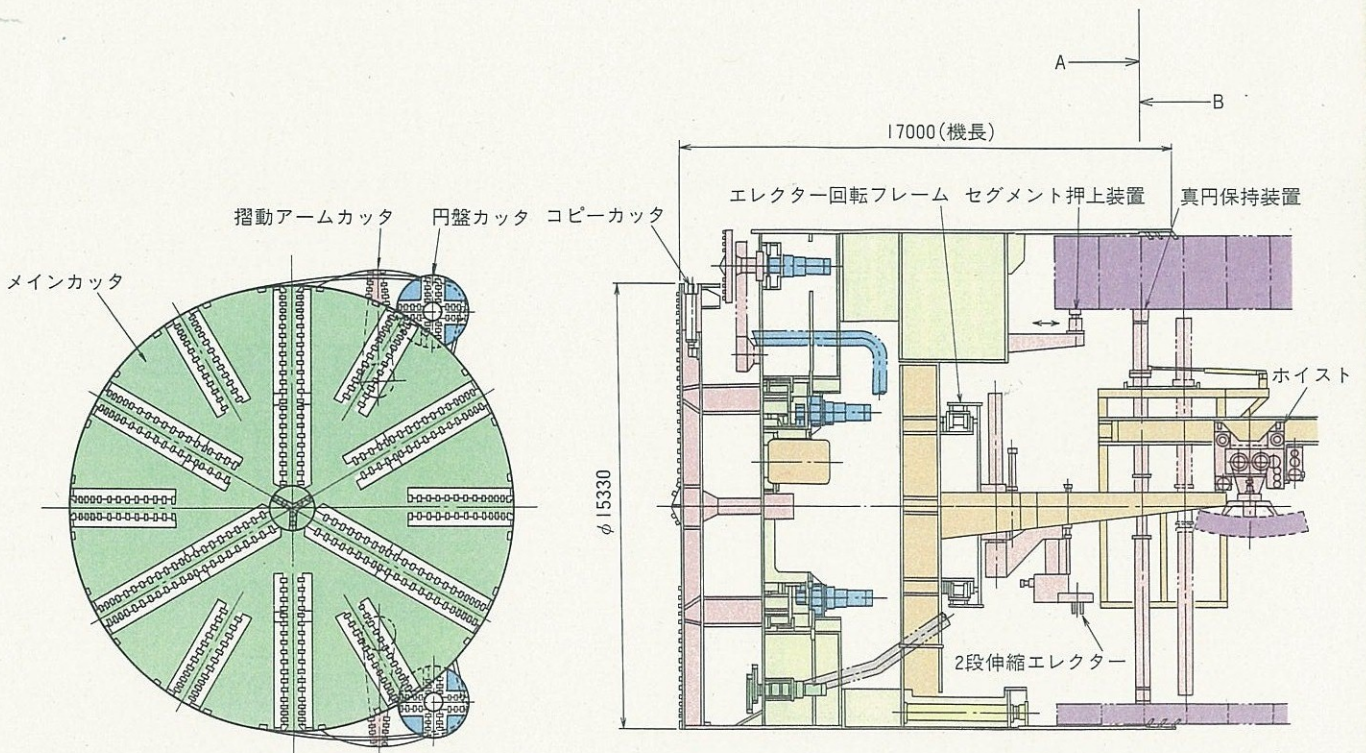 A
B
17000(機長)
エレクター回転フレーム
セグメント押上装置
真円保持装置
摺動アームカッタ
円盤カッタ
コピーカッタ
メインカッタ
ホイスト
φ15330
2段伸縮エレクター